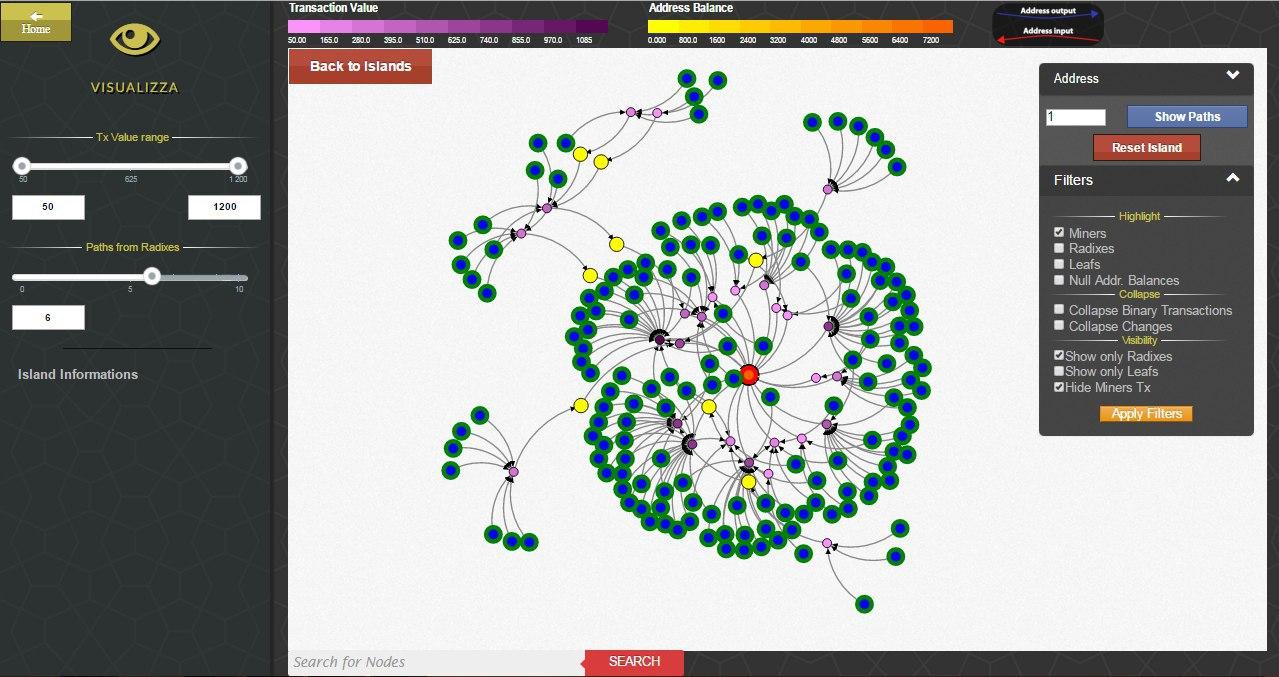 Home
VISUALIZZA
Tx Value range
50 625 1 200
50 1200
Paths from Radixes
0 5 10
6
Island Informations
Transaction Value
50.00 165.0 280.0 395.0 510.0 625.0 740.0 855.0 970.0 1085
Address Balance
0.000 800.0 1600 2400 3200 4000 4800 5600 6400 7200
Address output
Address input
Back to Islands
Address
1 Show Paths
Reset Island
Filters
Highlight
Miners
Radixes
Leafs
Null Addr. Balances
Collapse
Collapse Binary Transactions
Collapse Changes
Visibility
Show only Radixes
Show only Leafs
Hide Miners Tx
Apply Filters
Search for Nodes SEARCH